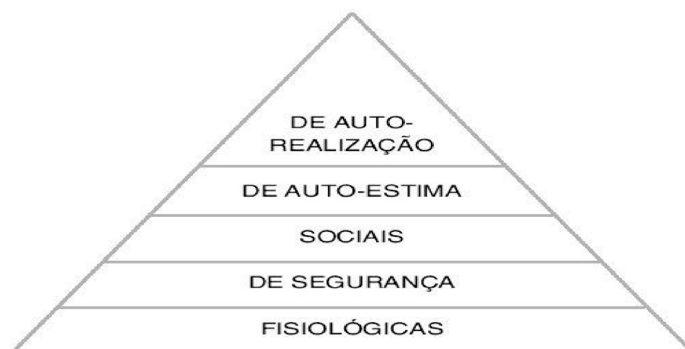 DE AUTO-
REALIZAÇÃO
DE AUTO-ESTIMA
SOCIAIS
DE SEGURANÇA
FISIOLÓGICAS